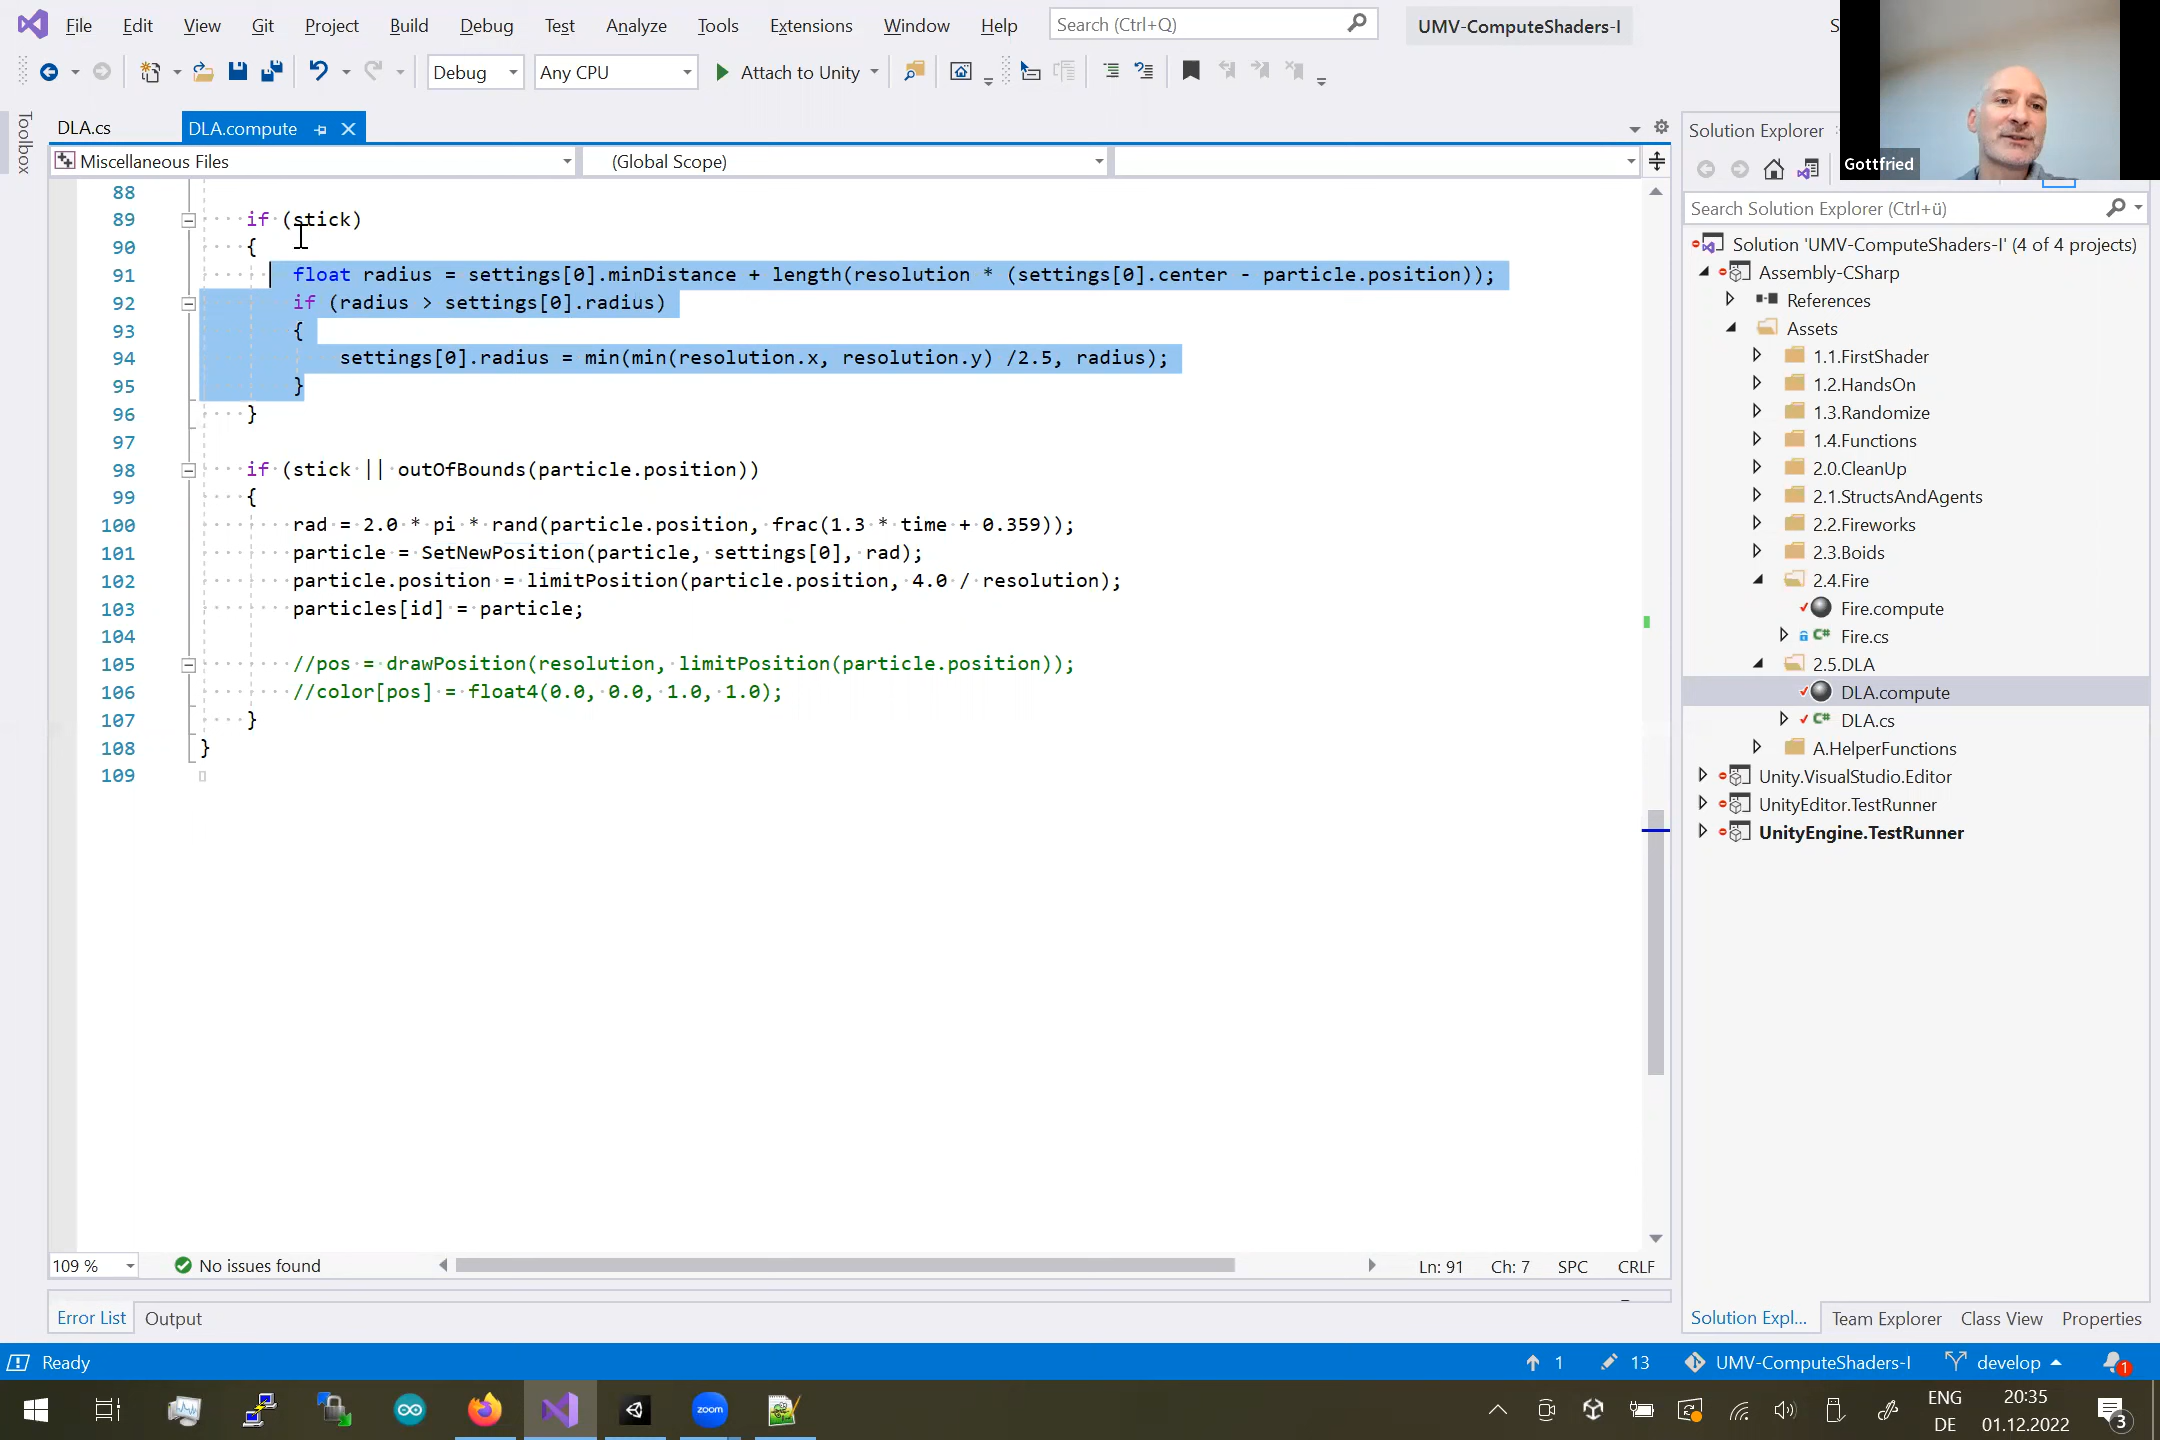 File Edit View Git Project Build Debug Test Analyze Tools Extensions Window Help Search (Ctrl+Q) UMV-ComputeShaders-I S
Debug Any CPU Attach to Unity
Toolbox
DLA.cs DLA.compute
Miscellaneous Files (Global Scope)
88
89 if (stick)
90 {
91 float radius = settings[0].minDistance + length(resolution * (settings[0].center - particle.position));
92 if (radius > settings[0].radius)
93 {
94 settings[0].radius = min(min(resolution.x, resolution.y) /2.5, radius);
95 }
96 }
97
98 if (stick || outOfBounds(particle.position))
99 {
100 rad = 2.0 * pi * rand(particle.position, frac(1.3 * time + 0.359));
101 particle = SetNewPosition(particle, settings[0], rad);
102 particle.position = limitPosition(particle.position, 4.0 / resolution);
103 particles[id] = particle;
104
105 //pos = drawPosition(resolution, limitPosition(particle.position));
106 //color[pos] = float4(0.0, 0.0, 1.0, 1.0);
107 }
108 }
109
109 % No issues found Ln: 91 Ch: 7 SPC CRLF
Error List Output
Gottfried
Solution Explorer
Search Solution Explorer (Ctrl+ü)
Solution 'UMV-ComputeShaders-I' (4 of 4 projects)
Assembly-CSharp
References
Assets
1.1.FirstShader
1.2.HandsOn
1.3.Randomize
1.4.Functions
2.0.CleanUp
2.1.StructsAndAgents
2.2.Fireworks
2.3.Boids
2.4.Fire
Fire.compute
C# Fire.cs
2.5.DLA
DLA.compute
C# DLA.cs
A.HelperFunctions
Unity.VisualStudio.Editor
UnityEditor.TestRunner
UnityEngine.TestRunner
Solution Expl... Team Explorer Class View Properties
Ready 1 13 UMV-ComputeShaders-I develop 1
zoom ENG 20:35
DE 01.12.2022 3